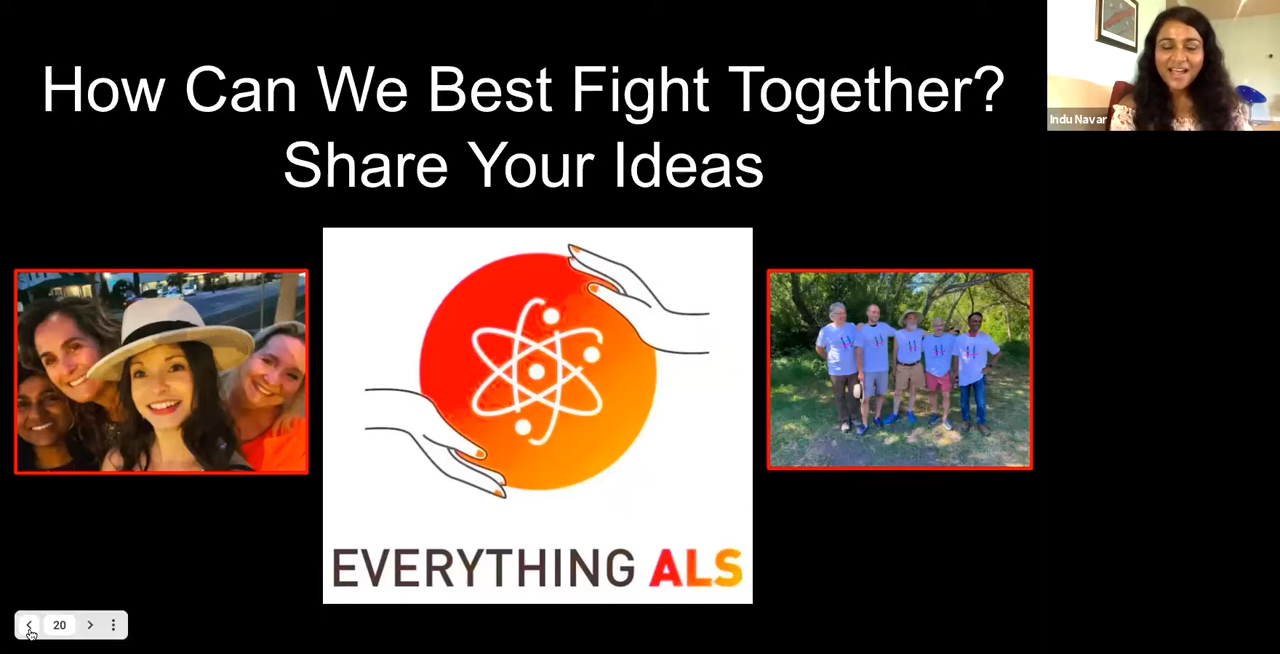 How Can We Best Fight Together?
Share Your Ideas
Indu Navar
EVERYTHING ALS
20